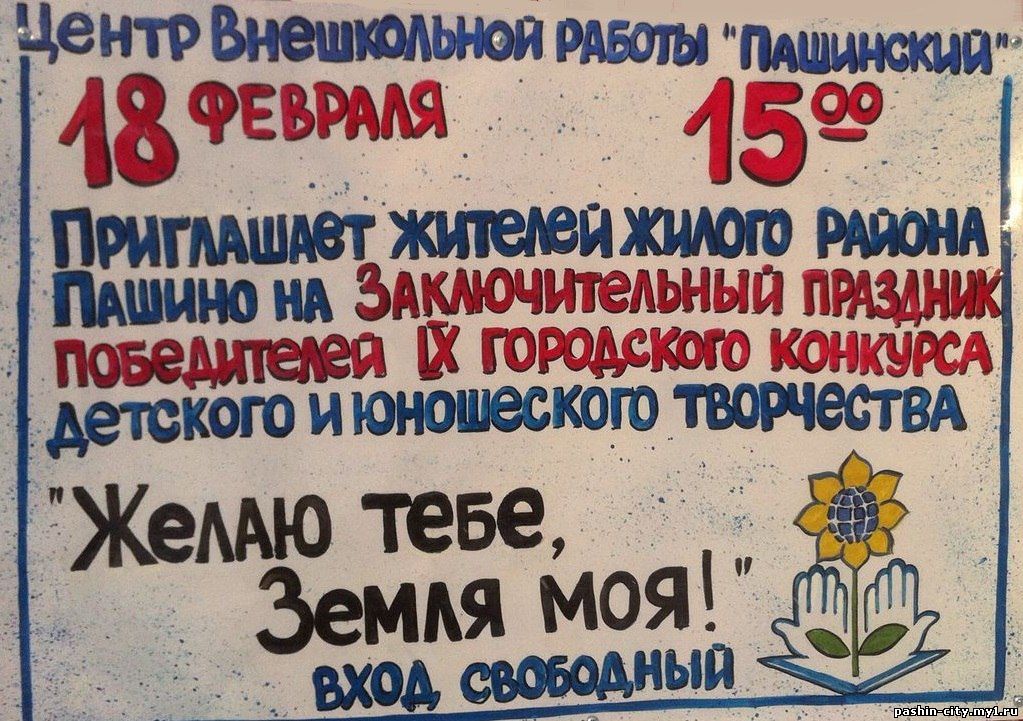 Центр Внешкольной работы "Пашинский"
18 февраля 15⁰⁰
Приглашает жителей жилого района
Пашино на Заключительный праздник
победителей IX городского конкурса
детского и юношеского творчества
"Желаю тебе,
Земля моя!"
вход свободный
pashin-city.my1.ru